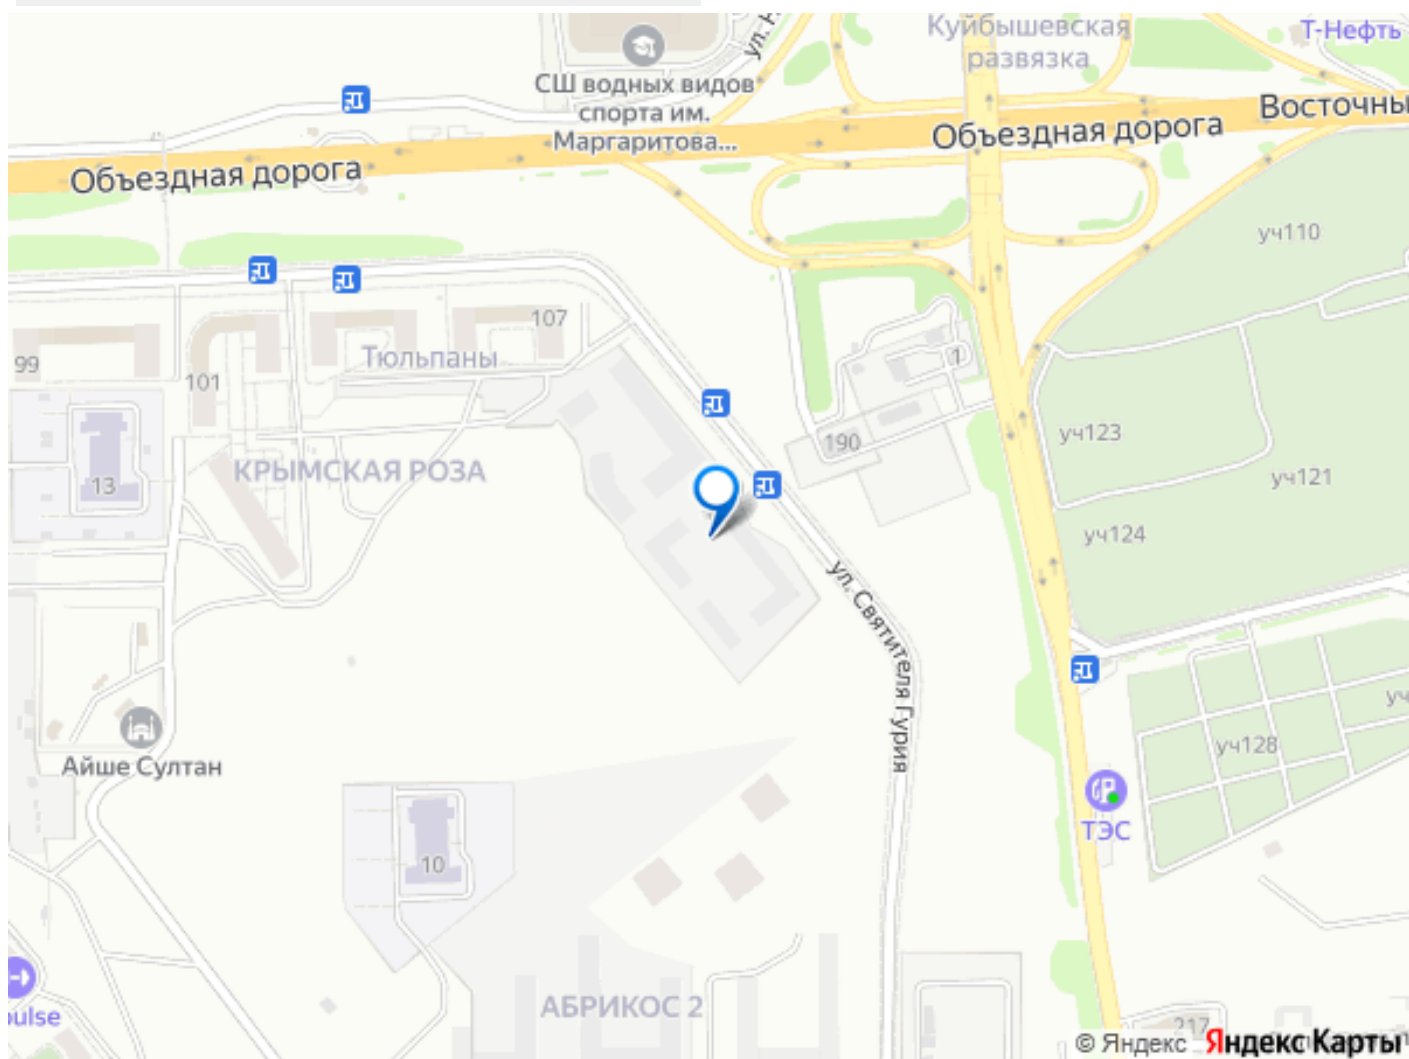 Куйбышевская
развязка
Т-Нефть
СШ водных видов
спорта им.
Маргаритова...
Объездная дорога
Восточны
Объездная дорога
уч110
107
Тюльпаны
99
101
1
190
уч123
КРЫМСКАЯ РОЗА
13
уч121
уч124
ул. Святителя Гурия
Айше Султан
уч128
уч
ТЭС
10
АБРИКОС 2
pulse
217
© Яндекс Яндекс Карты